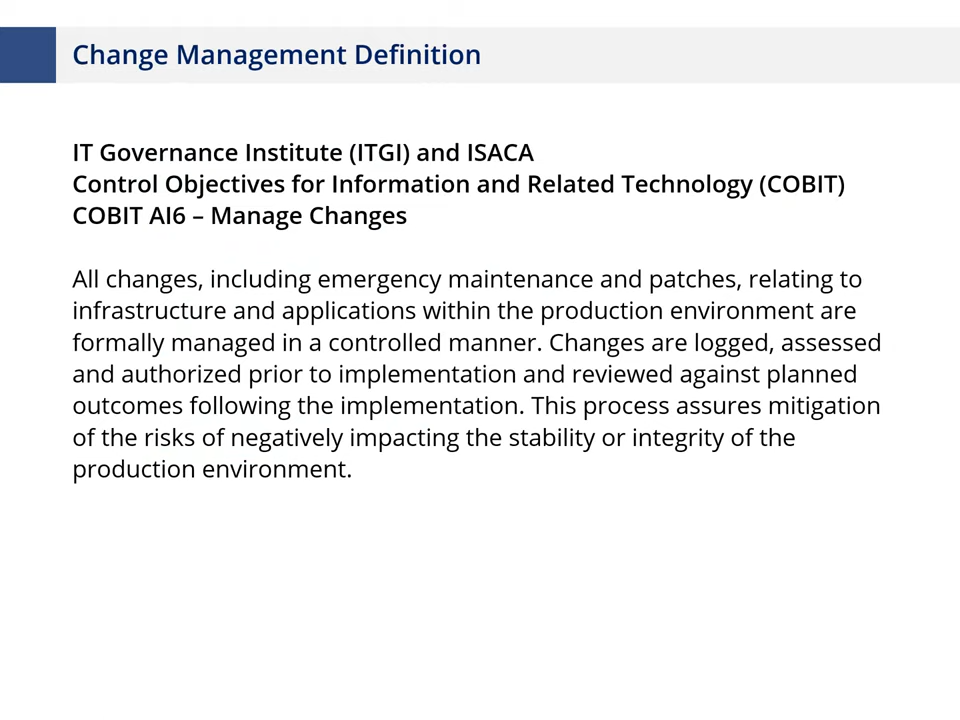 Change Management Definition
IT Governance Institute (ITGI) and ISACA
Control Objectives for Information and Related Technology (COBIT)
COBIT AI6 – Manage Changes
All changes, including emergency maintenance and patches, relating to
infrastructure and applications within the production environment are
formally managed in a controlled manner. Changes are logged, assessed
and authorized prior to implementation and reviewed against planned
outcomes following the implementation. This process assures mitigation
of the risks of negatively impacting the stability or integrity of the
production environment.